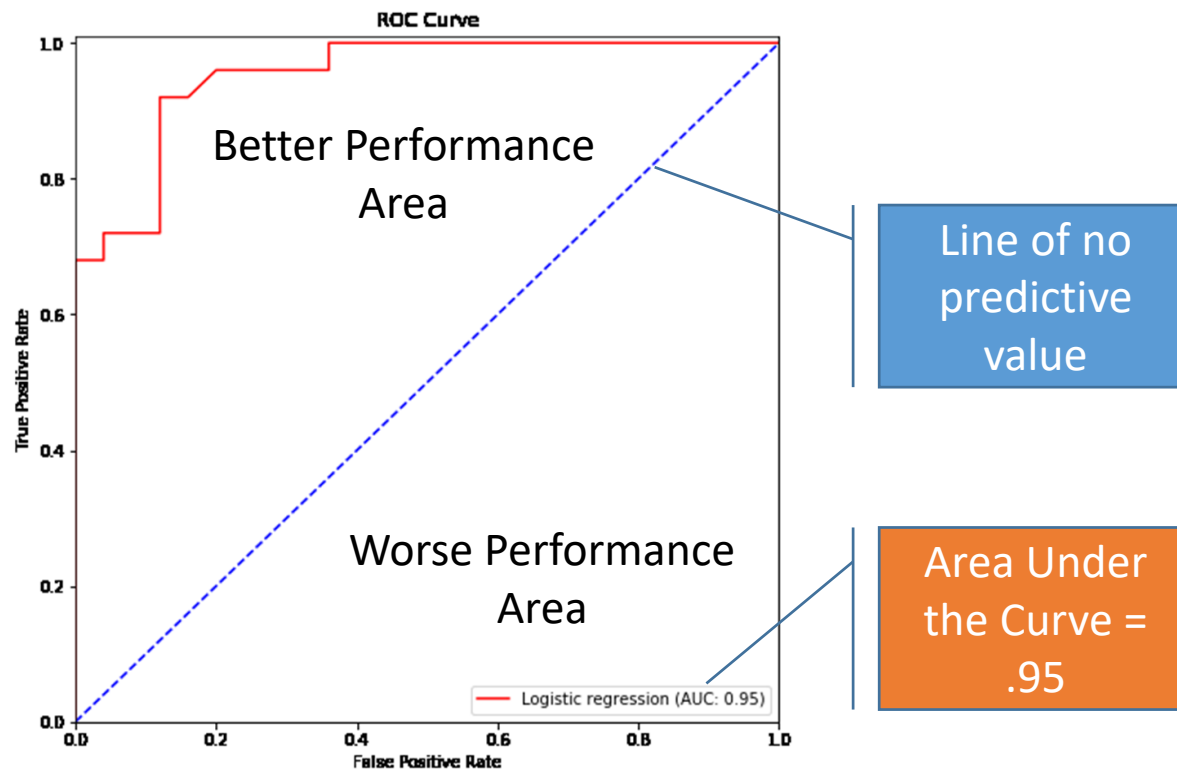 ROC Curve
1.0
0.8
0.6
0.4
0.2
0.0
True Positive Rate
Better Performance
Area
Worse Performance
Area
Logistic regression (AUC: 0.95)
0.0 0.2 0.4 0.6 0.8 1.0
False Positive Rate
Line of no
predictive
value
Area Under
the Curve =
.95